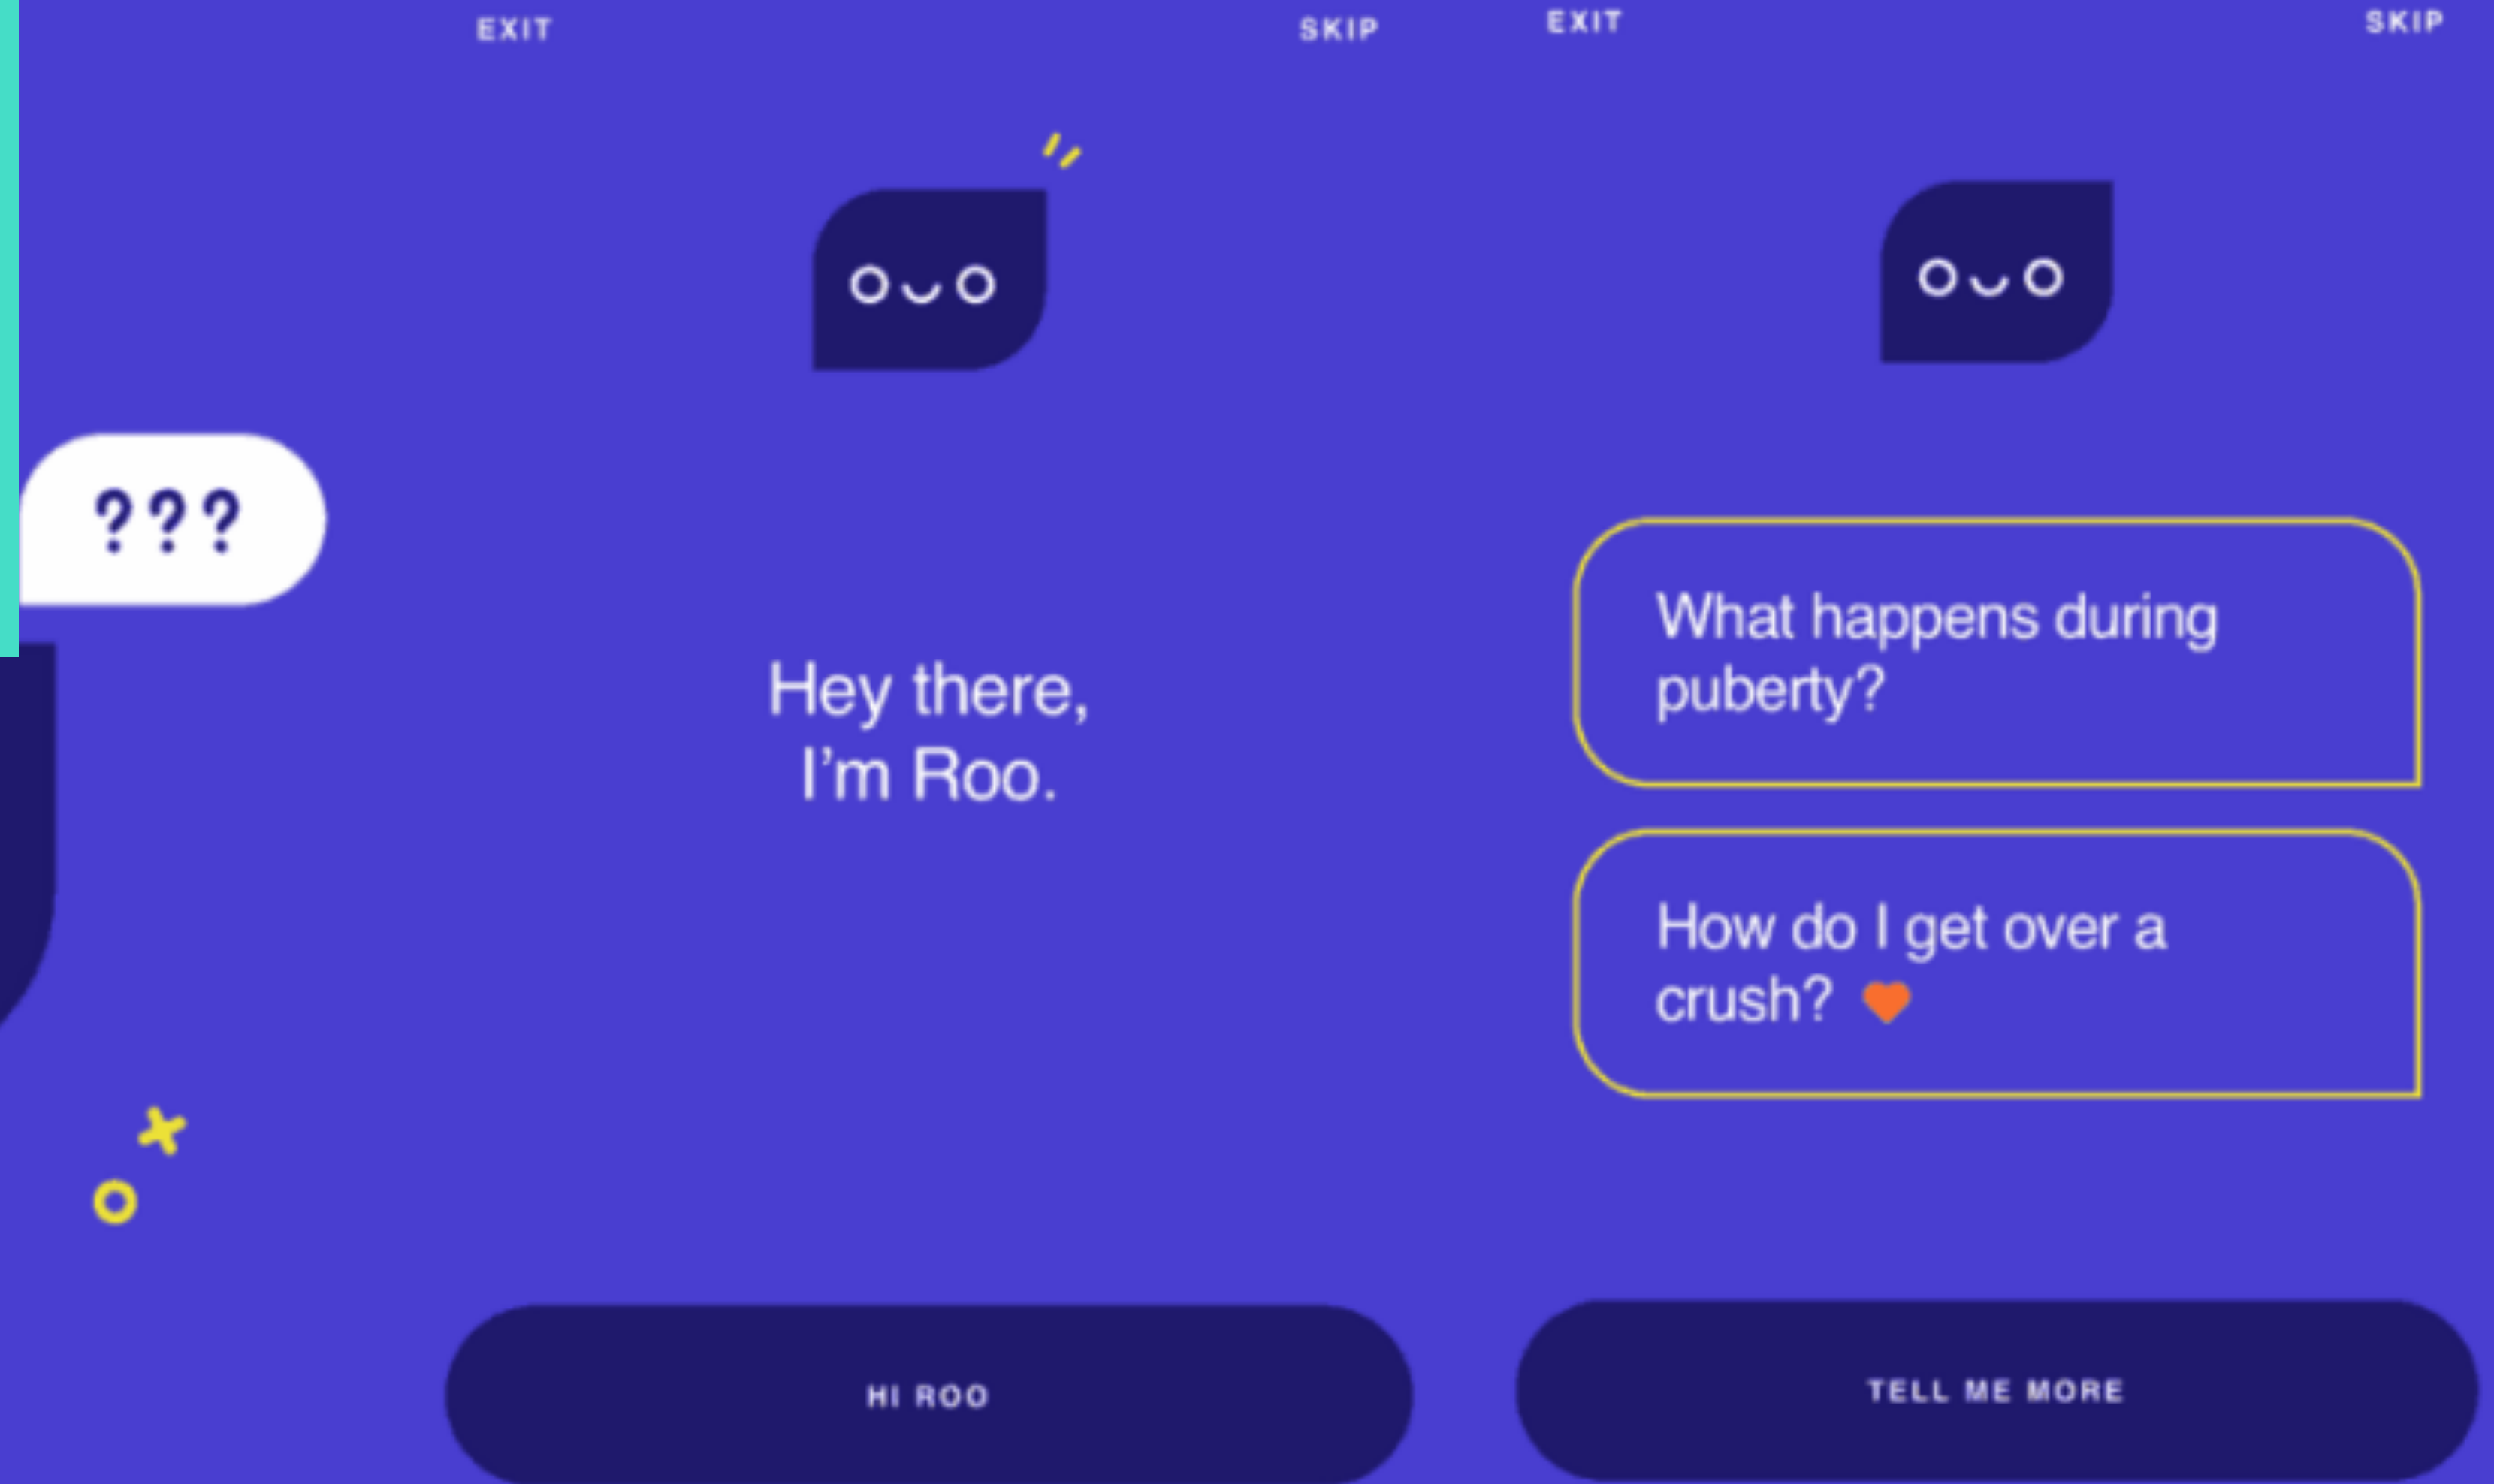 EXIT
SKIP
???
Hey there,
I’m Roo.
HI ROO
EXIT
SKIP
What happens during
puberty?
How do I get over a
crush? 🧡
TELL ME MORE